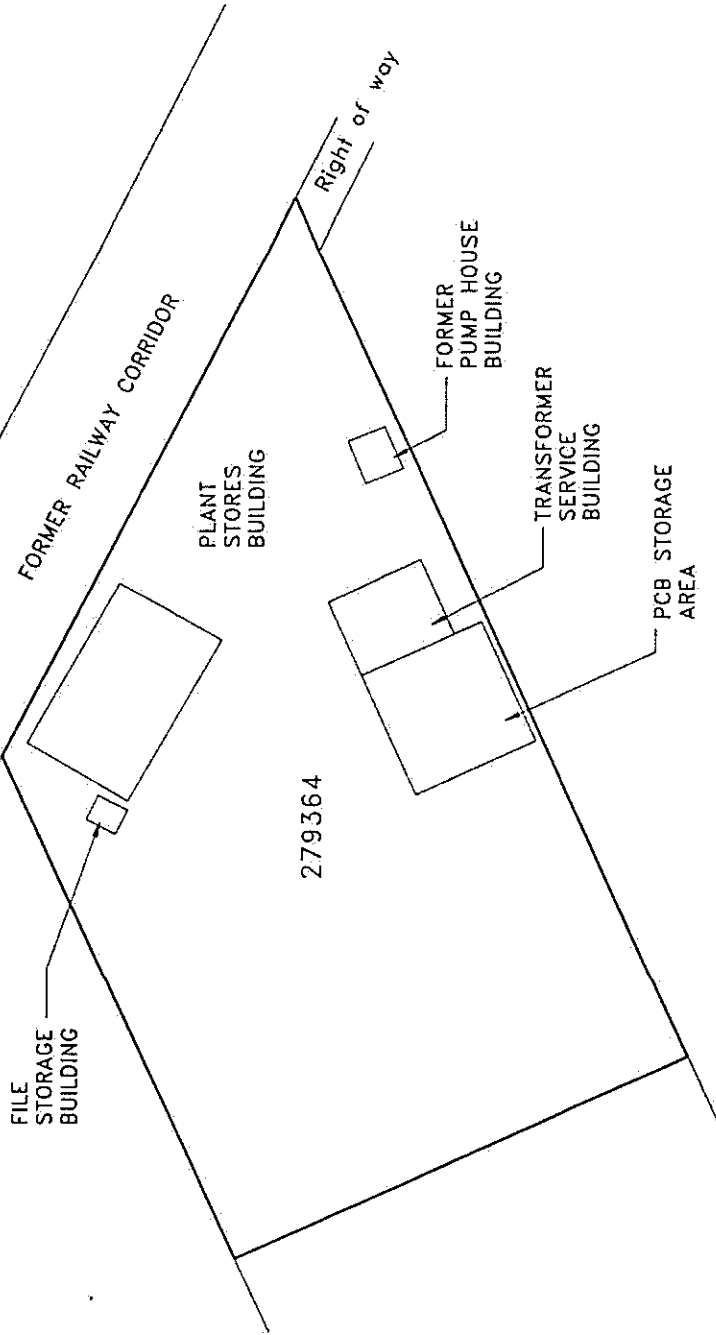 FILE
STORAGE
BUILDING
FORMER RAILWAY CORRIDOR
Right of way
PLANT
STORES
BUILDING
279364
FORMER
PUMP HOUSE
BUILDING
TRANSFORMER
SERVICE
BUILDING
PCB STORAGE
AREA